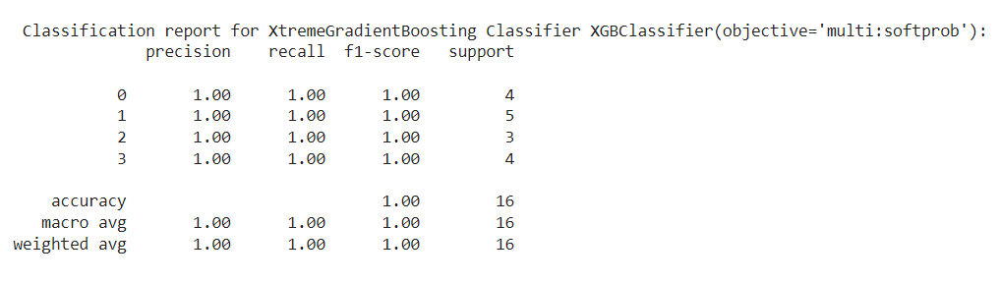 Classification report for XtremeGradientBoosting Classifier XGBClassifier(objective='multi:softprob'):
precision recall f1-score support
0 1.00 1.00 1.00 4
1 1.00 1.00 1.00 5
2 1.00 1.00 1.00 3
3 1.00 1.00 1.00 4
accuracy 1.00 16
macro avg 1.00 1.00 1.00 16
weighted avg 1.00 1.00 1.00 16